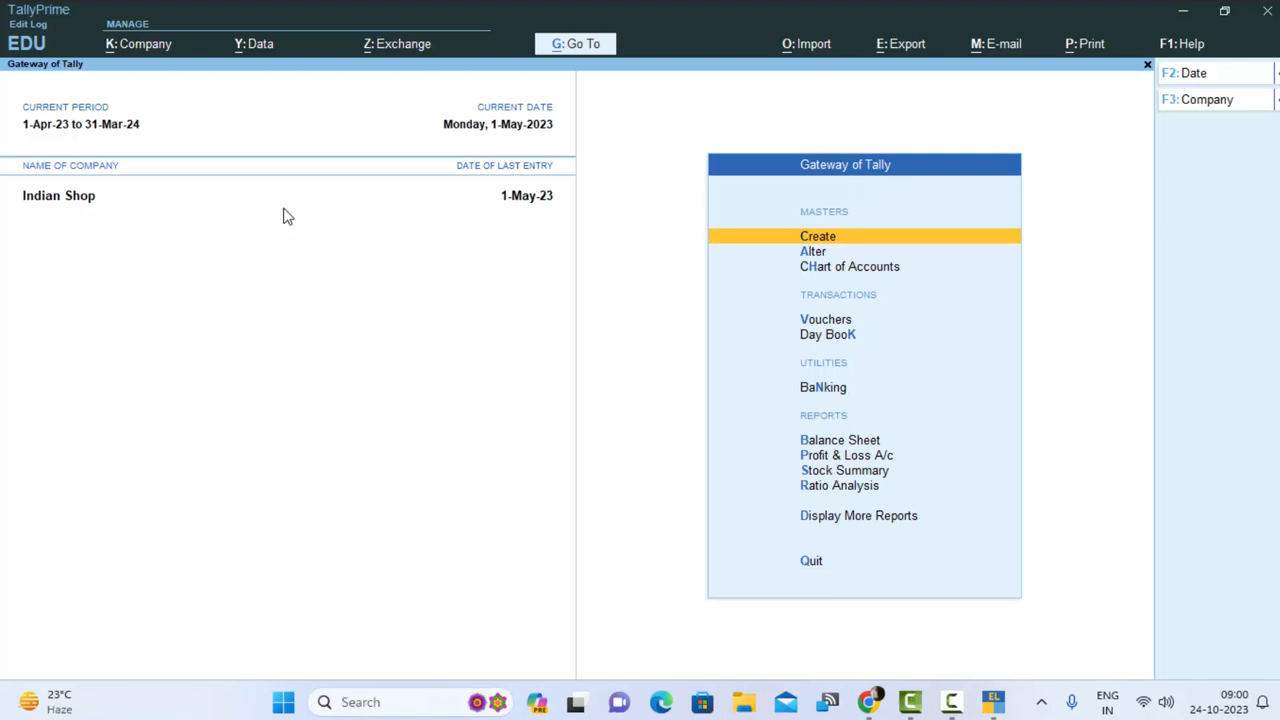 TallyPrime
Edit Log
EDU
MANAGE
K: Company
Y: Data
Z: Exchange
G: Go To
O: Import
E: Export
M: E-mail
P: Print
F1: Help
Gateway of Tally
F2: Date
F3: Company
CURRENT PERIOD
CURRENT DATE
1-Apr-23 to 31-Mar-24
Monday, 1-May-2023
NAME OF COMPANY
DATE OF LAST ENTRY
Indian Shop
1-May-23
Gateway of Tally
MASTERS
Create
Alter
CHart of Accounts
TRANSACTIONS
Vouchers
Day BooK
UTILITIES
BaNking
REPORTS
Balance Sheet
Profit & Loss A/c
Stock Summary
Ratio Analysis
Display More Reports
Quit
23°C
Haze
Search
PRE
EL
ENG
IN
09:00
24-10-2023